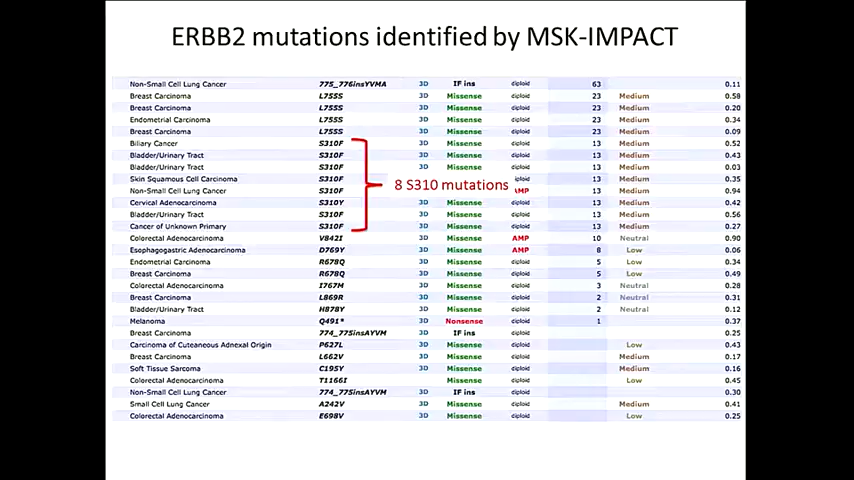 ERBB2 mutations identified by MSK-IMPACT
Non-Small Cell Lung Cancer 775_776insYVMA 3D IF ins diploid 63 0.11
Breast Carcinoma L755S 3D Missense diploid 23 Medium 0.58
Breast Carcinoma L755S 3D Missense diploid 23 Medium 0.20
Endometrial Carcinoma L755S 3D Missense diploid 23 Medium 0.34
Breast Carcinoma L755S 3D Missense diploid 23 Medium 0.09
Biliary Cancer S310F 3D Missense diploid 13 Medium 0.52
Bladder/Urinary Tract S310F 3D Missense diploid 13 Medium 0.43
Bladder/Urinary Tract S310F 3D Missense diploid 13 Medium 0.03
Skin Squamous Cell Carcinoma S310F 13 Medium 0.35
Non-Small Cell Lung Cancer S310F 8 S310 mutations 13 Medium 0.94
Cervical Adenocarcinoma S310Y 3D Missense diploid 13 Medium 0.42
Bladder/Urinary Tract S310F 3D Missense diploid 13 Medium 0.56
Cancer of Unknown Primary S310F 3D Missense diploid 13 Medium 0.27
Colorectal Adenocarcinoma V842I 3D Missense AMP 10 Neutral 0.90
Esophagogastric Adenocarcinoma D769Y 3D Missense AMP 8 Low 0.06
Endometrial Carcinoma R678Q 3D Missense diploid 5 Low 0.34
Breast Carcinoma R678Q 3D Missense diploid 5 Low 0.49
Colorectal Adenocarcinoma I767M 3D Missense diploid 3 Neutral 0.28
Breast Carcinoma L869R 3D Missense diploid 2 Neutral 0.31
Bladder/Urinary Tract H878Y 3D Missense diploid 2 Neutral 0.12
Melanoma Q491* 3D Nonsense diploid 1 0.37
Breast Carcinoma 774_775insAYVM 3D IF ins diploid 0.25
Carcinoma of Cutaneous Adnexal Origin P627L 3D Missense diploid Low 0.43
Breast Carcinoma L662V 3D Missense diploid Medium 0.17
Soft Tissue Sarcoma C195Y 3D Missense diploid Medium 0.16
Colorectal Adenocarcinoma T1166I Missense diploid Low 0.45
Non-Small Cell Lung Cancer 774_775insAYVM 3D IF ins diploid 0.30
Small Cell Lung Cancer A242V 3D Missense diploid Medium 0.41
Colorectal Adenocarcinoma E698V 3D Missense diploid Low 0.25